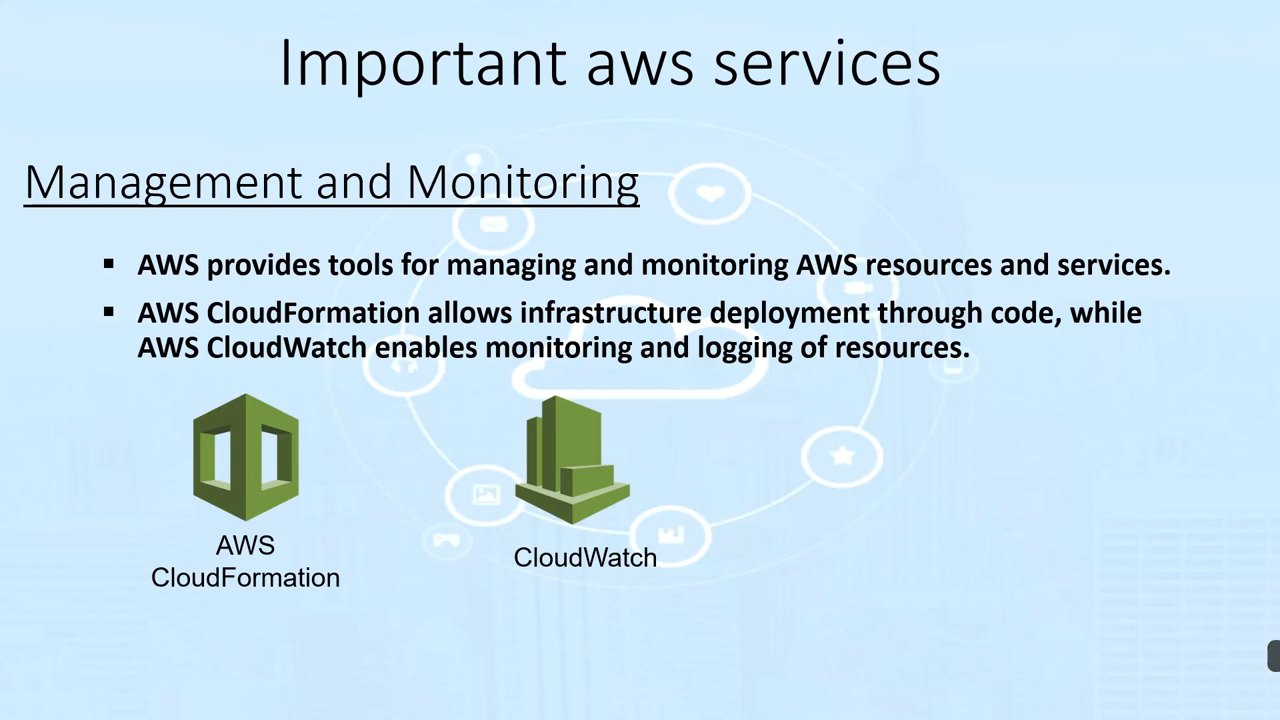 Important aws services
Management and Monitoring
▪ AWS provides tools for managing and monitoring AWS resources and services.
▪ AWS CloudFormation allows infrastructure deployment through code, while
AWS CloudWatch enables monitoring and logging of resources.
AWS
CloudFormation
CloudWatch